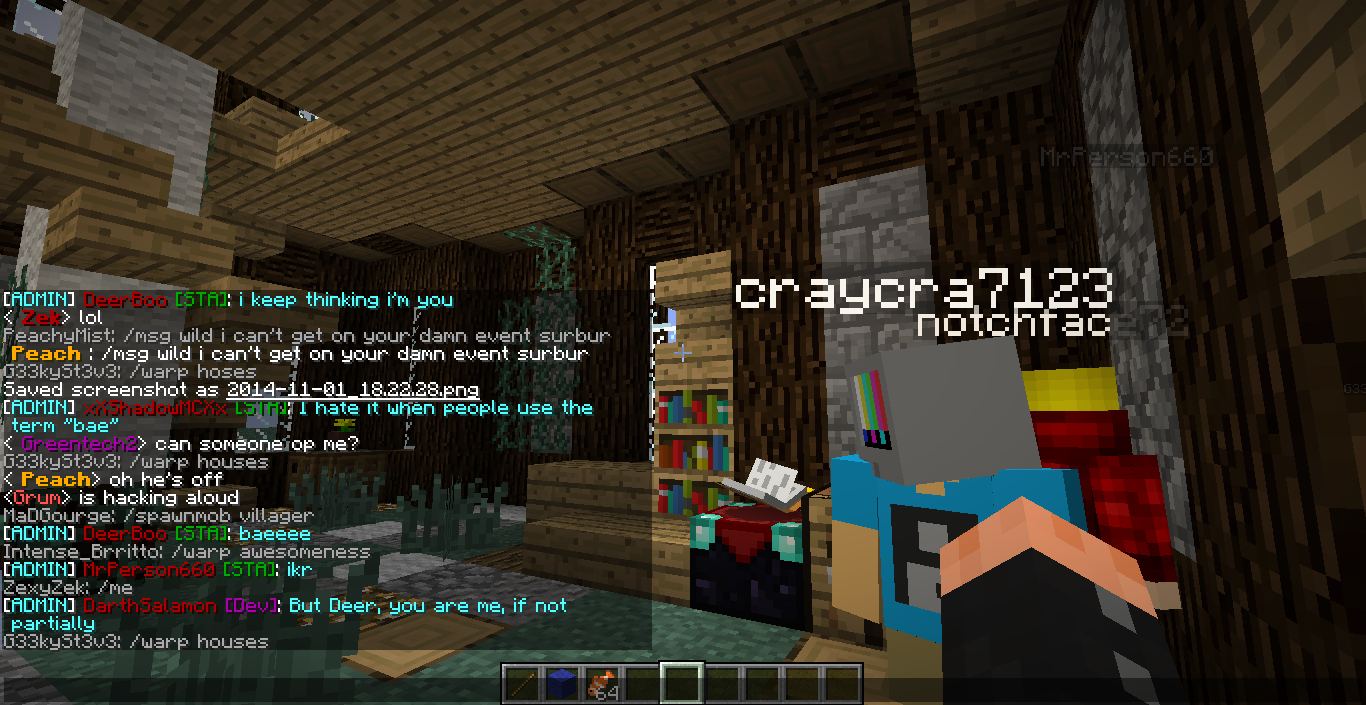 MrPerson660
craycra7123
notchface72
[ADMIN] DeerBoo [STA]: i keep thinking i'm you
< Zek> lol
PeachyMist: /msg wild i can't get on your damn event surbur
Peach : /msg wild i can't get on your damn event surbur
G33kySt3v3: /warp hoses
Saved screenshot as 2014-11-01_18.22.28.png
[ADMIN] xXShadowMCXx [STA]: I hate it when people use the
term "bae"
< Greentech2> can someone op me?
G33kySt3v3: /warp houses
< Peach> oh he's off
<Grum> is hacking aloud
MaDGourge: /spawnmob villager
[ADMIN] DeerBoo [STA]: baeeee
Intense_Brritto: /warp awesomeness
[ADMIN] MrPerson660 [STA]: ikr
ZexyZek: /me
[ADMIN] DarthSalamon [Dev]: But Deer, you are me, if not
partially
G33kySt3v3: /warp houses
G33
64